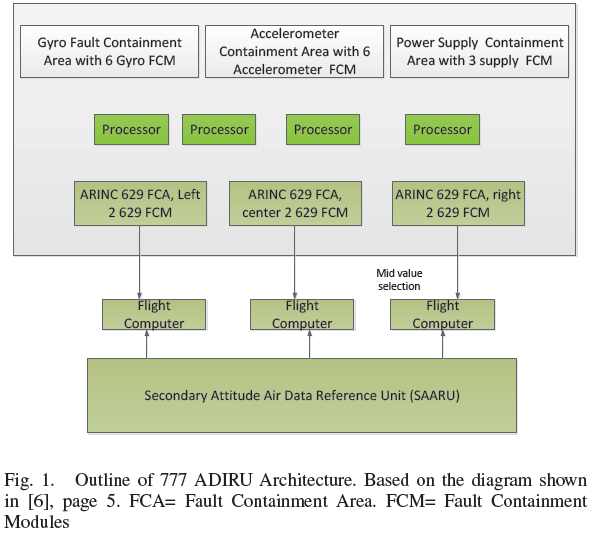 Gyro Fault Containment
Area with 6 Gyro FCM
Accelerometer
Containment Area with 6
Accelerometer FCM
Power Supply Containment
Area with 3 supply FCM
Processor
Processor
Processor
Processor
ARINC 629 FCA, Left
2 629 FCM
ARINC 629 FCA,
center 2 629 FCM
ARINC 629 FCA, right
2 629 FCM
Mid value
selection
Flight
Computer
Flight
Computer
Flight
Computer
Secondary Attitude Air Data Reference Unit (SAARU)
Fig. 1. Outline of 777 ADIRU Architecture. Based on the diagram shown
in [6], page 5. FCA= Fault Containment Area. FCM= Fault Containment
Modules